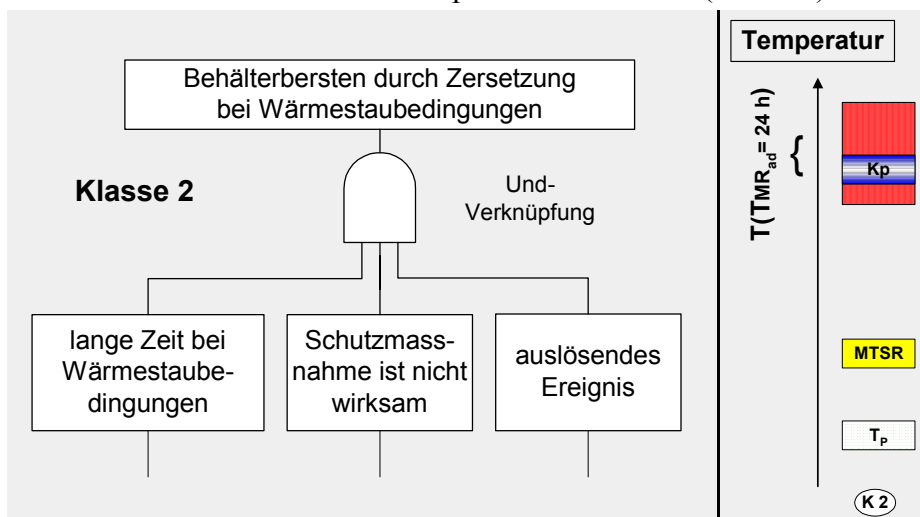 Behälterbersten durch Zersetzung
bei Wärmestaubedingungen
Klasse 2
Und-
Verknüpfung
lange Zeit bei
Wärmestaube-
dingungen
Schutzmass-
nahme ist nicht
wirksam
auslösendes
Ereignis
Temperatur
T(TMRad= 24 h)
{
Kp
MTSR
TP
K 2